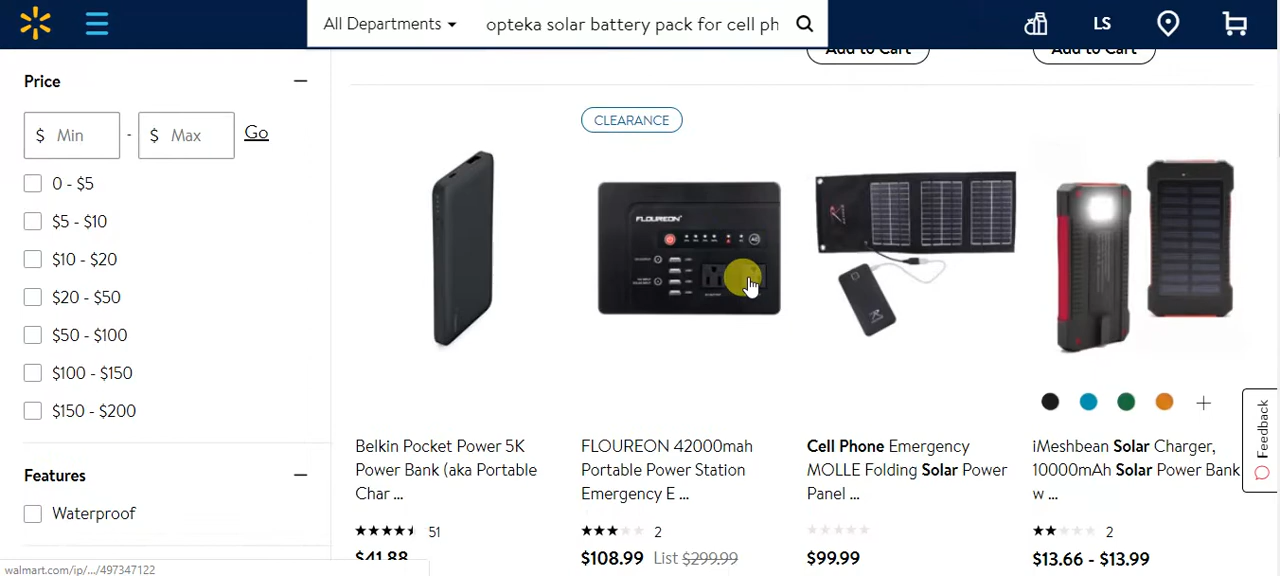 All Departments
opteka solar battery pack for cell ph
LS
Price
Add to Cart
Add to Cart
$ Min - $ Max Go
0 - $5
$5 - $10
$10 - $20
$20 - $50
$50 - $100
$100 - $150
$150 - $200
Features
Waterproof
CLEARANCE
FLOUREON
Belkin Pocket Power 5K
Power Bank (aka Portable
Char ...
51
$41.88
FLOUREON 42000mah
Portable Power Station
Emergency E ...
2
$108.99 List $299.99
Cell Phone Emergency
MOLLE Folding Solar Power
Panel ...
$99.99
iMeshbean Solar Charger,
10000mAh Solar Power Bank
w ...
2
$13.66 - $13.99
Feedback
walmart.com/ip/.../497347122